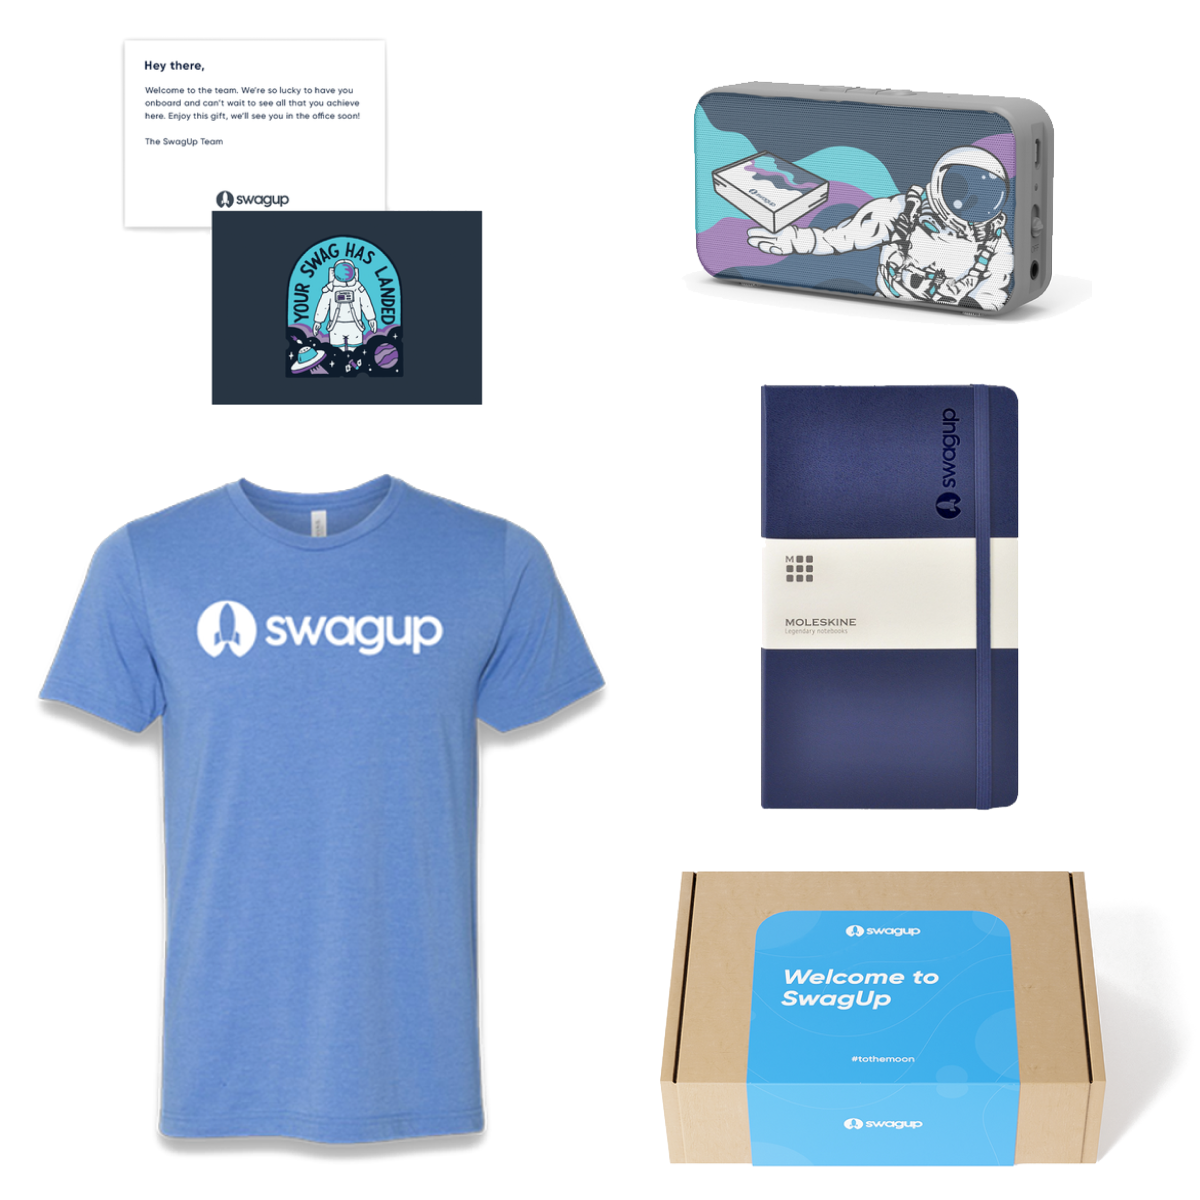 Hey there,
Welcome to the team. We're so lucky to have you
onboard and can't wait to see all that you achieve
here. Enjoy this gift, we'll see you in the office soon!
The SwagUp Team
swagup
YOUR SWAG HAS LANDED
swagup
swagup
M
MOLESKINE
Legendary notebooks
swagup
swagup
Welcome to
SwagUp
#tothemoon
swagup